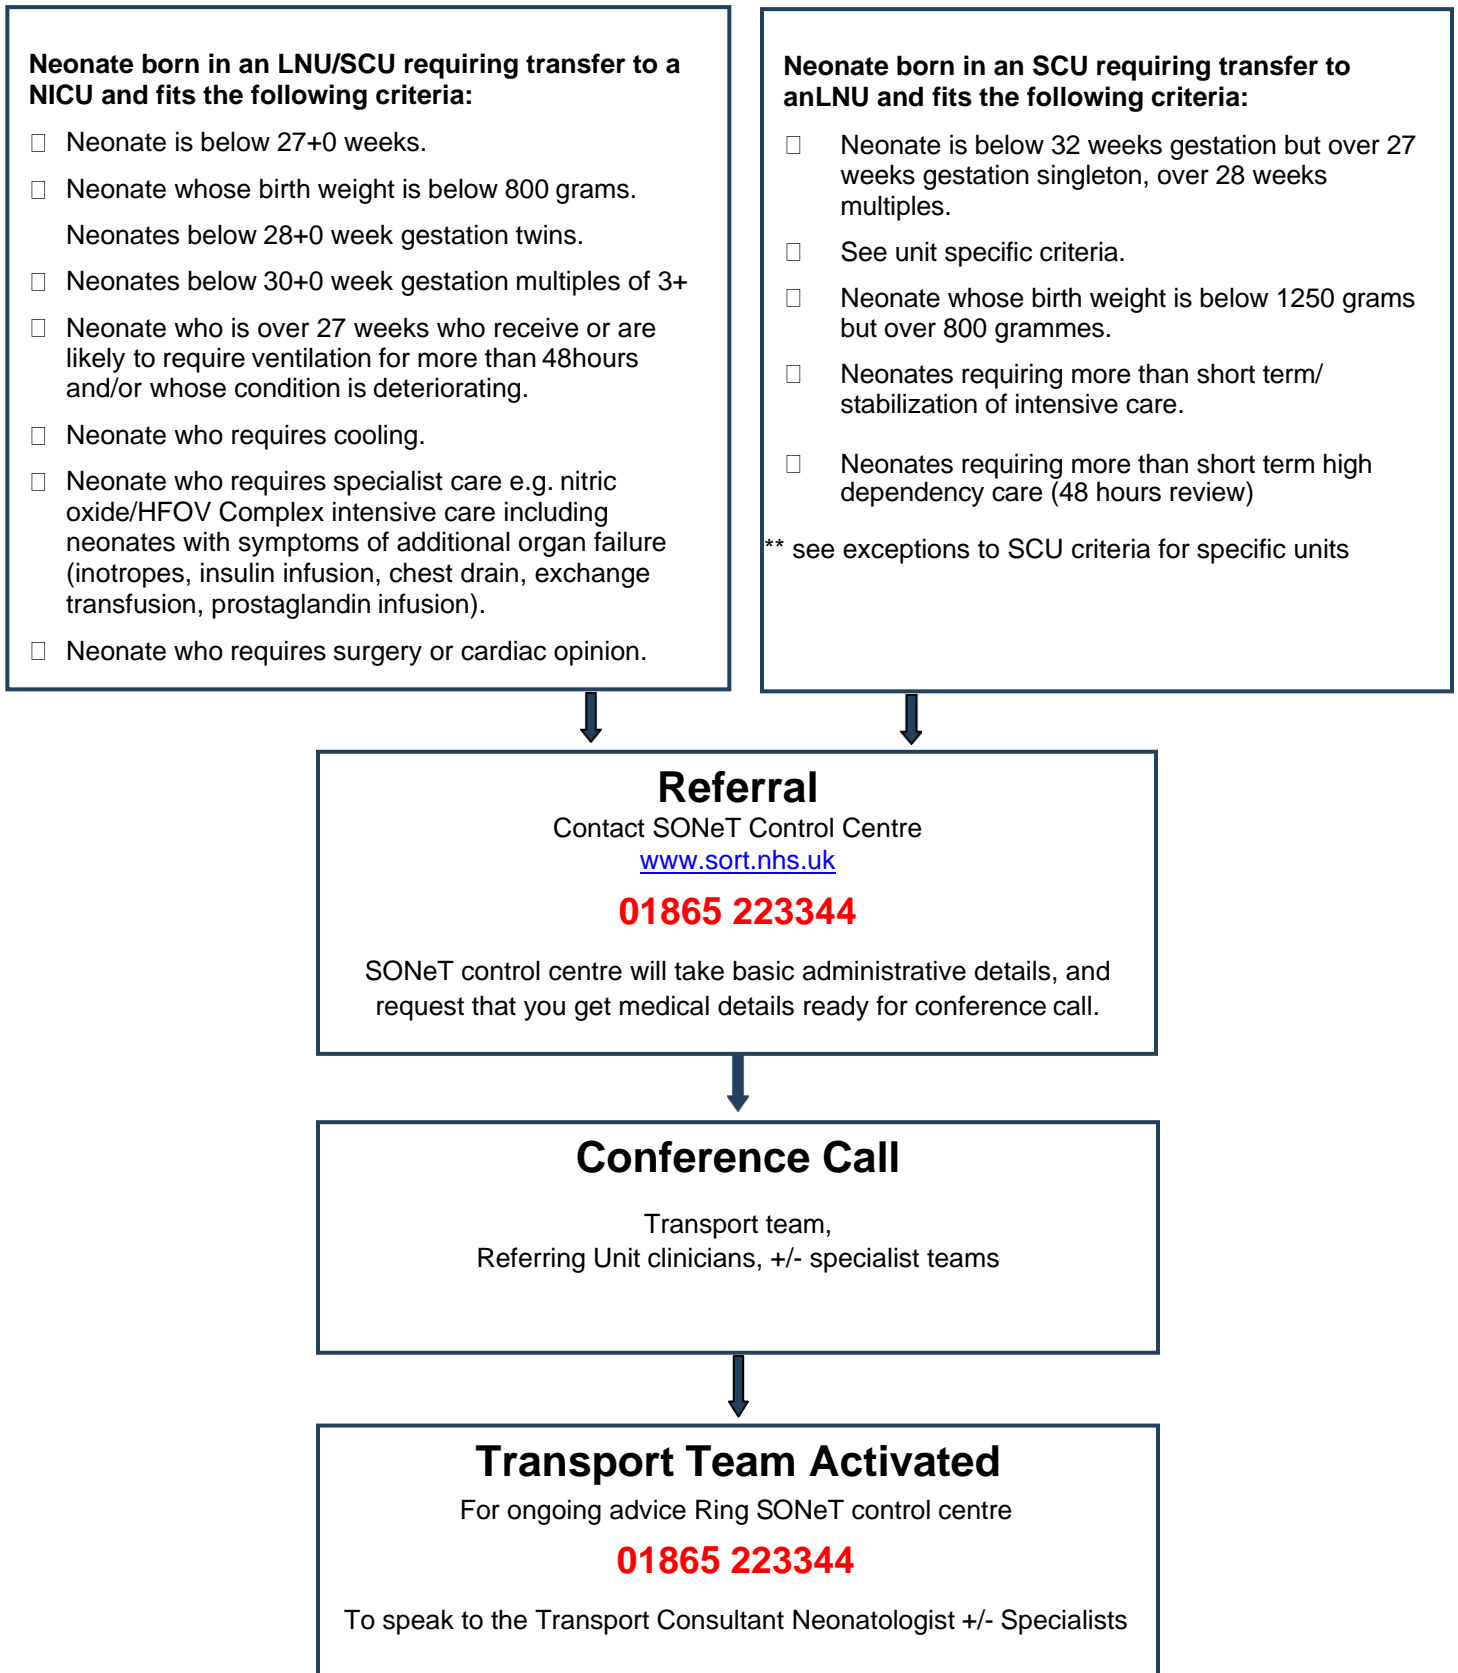 Neonate born in an LNU/SCU requiring transfer to a
NICU and fits the following criteria:
Neonate is below 27+0 weeks.
Neonate whose birth weight is below 800 grams.
Neonates below 28+0 week gestation twins.
Neonates below 30+0 week gestation multiples of 3+
Neonate who is over 27 weeks who receive or are
likely to require ventilation for more than 48hours
and/or whose condition is deteriorating.
Neonate who requires cooling.
Neonate who requires specialist care e.g. nitric
oxide/HFOV Complex intensive care including
neonates with symptoms of additional organ failure
(inotropes, insulin infusion, chest drain, exchange
transfusion, prostaglandin infusion).
Neonate who requires surgery or cardiac opinion.
Neonate born in an SCU requiring transfer to
anLNU and fits the following criteria:
Neonate is below 32 weeks gestation but over 27
weeks gestation singleton, over 28 weeks
multiples.
See unit specific criteria.
Neonate whose birth weight is below 1250 grams
but over 800 grammes.
Neonates requiring more than short term/
stabilization of intensive care.
Neonates requiring more than short term high
dependency care (48 hours review)
** see exceptions to SCU criteria for specific units
Referral
Contact SONeT Control Centre
www.sort.nhs.uk
01865 223344
SONeT control centre will take basic administrative details, and
request that you get medical details ready for conference call.
Conference Call
Transport team,
Referring Unit clinicians, +/- specialist teams
Transport Team Activated
For ongoing advice Ring SONeT control centre
01865 223344
To speak to the Transport Consultant Neonatologist +/- Specialists